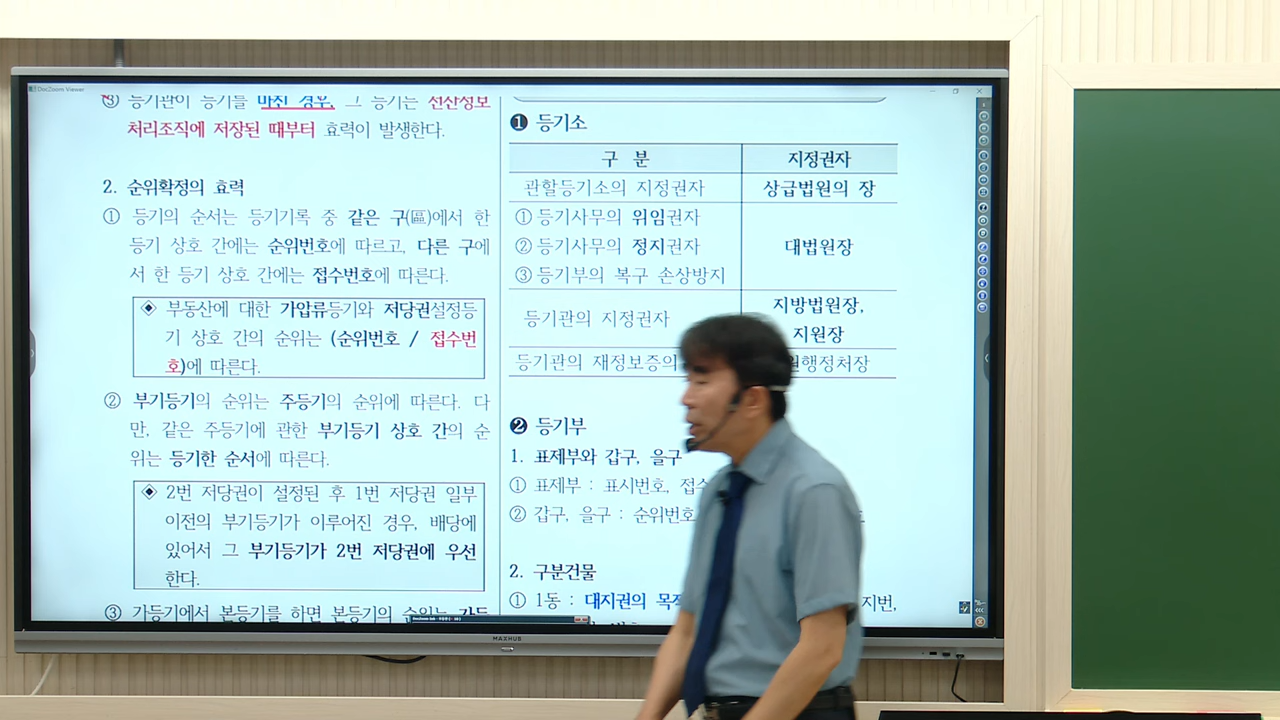 DocZoom Viewer
③ 등기관이 등기를 마친 경우, 그 등기는 전산정보
처리조직에 저장된 때부터 효력이 발생한다.
2. 순위확정의 효력
① 등기의 순서는 등기기록 중 같은 구(區)에서 한
등기 상호 간에는 순위번호에 따르고, 다른 구에
서 한 등기 상호 간에는 접수번호에 따른다.
◈ 부동산에 대한 가압류등기와 저당권설정등
기 상호 간의 순위는 (순위번호 / 접수번
호)에 따른다.
② 부기등기의 순위는 주등기의 순위에 따른다. 다
만, 같은 주등기에 관한 부기등기 상호 간의 순
위는 등기한 순서에 따른다.
◈ 2번 저당권이 설정된 후 1번 저당권 일부
이전의 부기등기가 이루어진 경우, 배당에
있어서 그 부기등기가 2번 저당권에 우선
한다.
③ 가등기에서 본등기를 하면 본등기의 순위는 가등
❶ 등기소
구 분 지정권자
관할등기소의 지정권자 상급법원의 장
① 등기사무의 위임권자
② 등기사무의 정지권자 대법원장
③ 등기부의 복구 손상방지
등기관의 지정권자 지방법원장,
지원장
등기관의 재정보증의 원행정처장
❷ 등기부
1. 표제부와 갑구, 을구
① 표제부 : 표시번호, 접수
② 갑구, 을구 : 순위번호
2. 구분건물
① 1동 : 대지권의 목적 지번,
MAXHUB